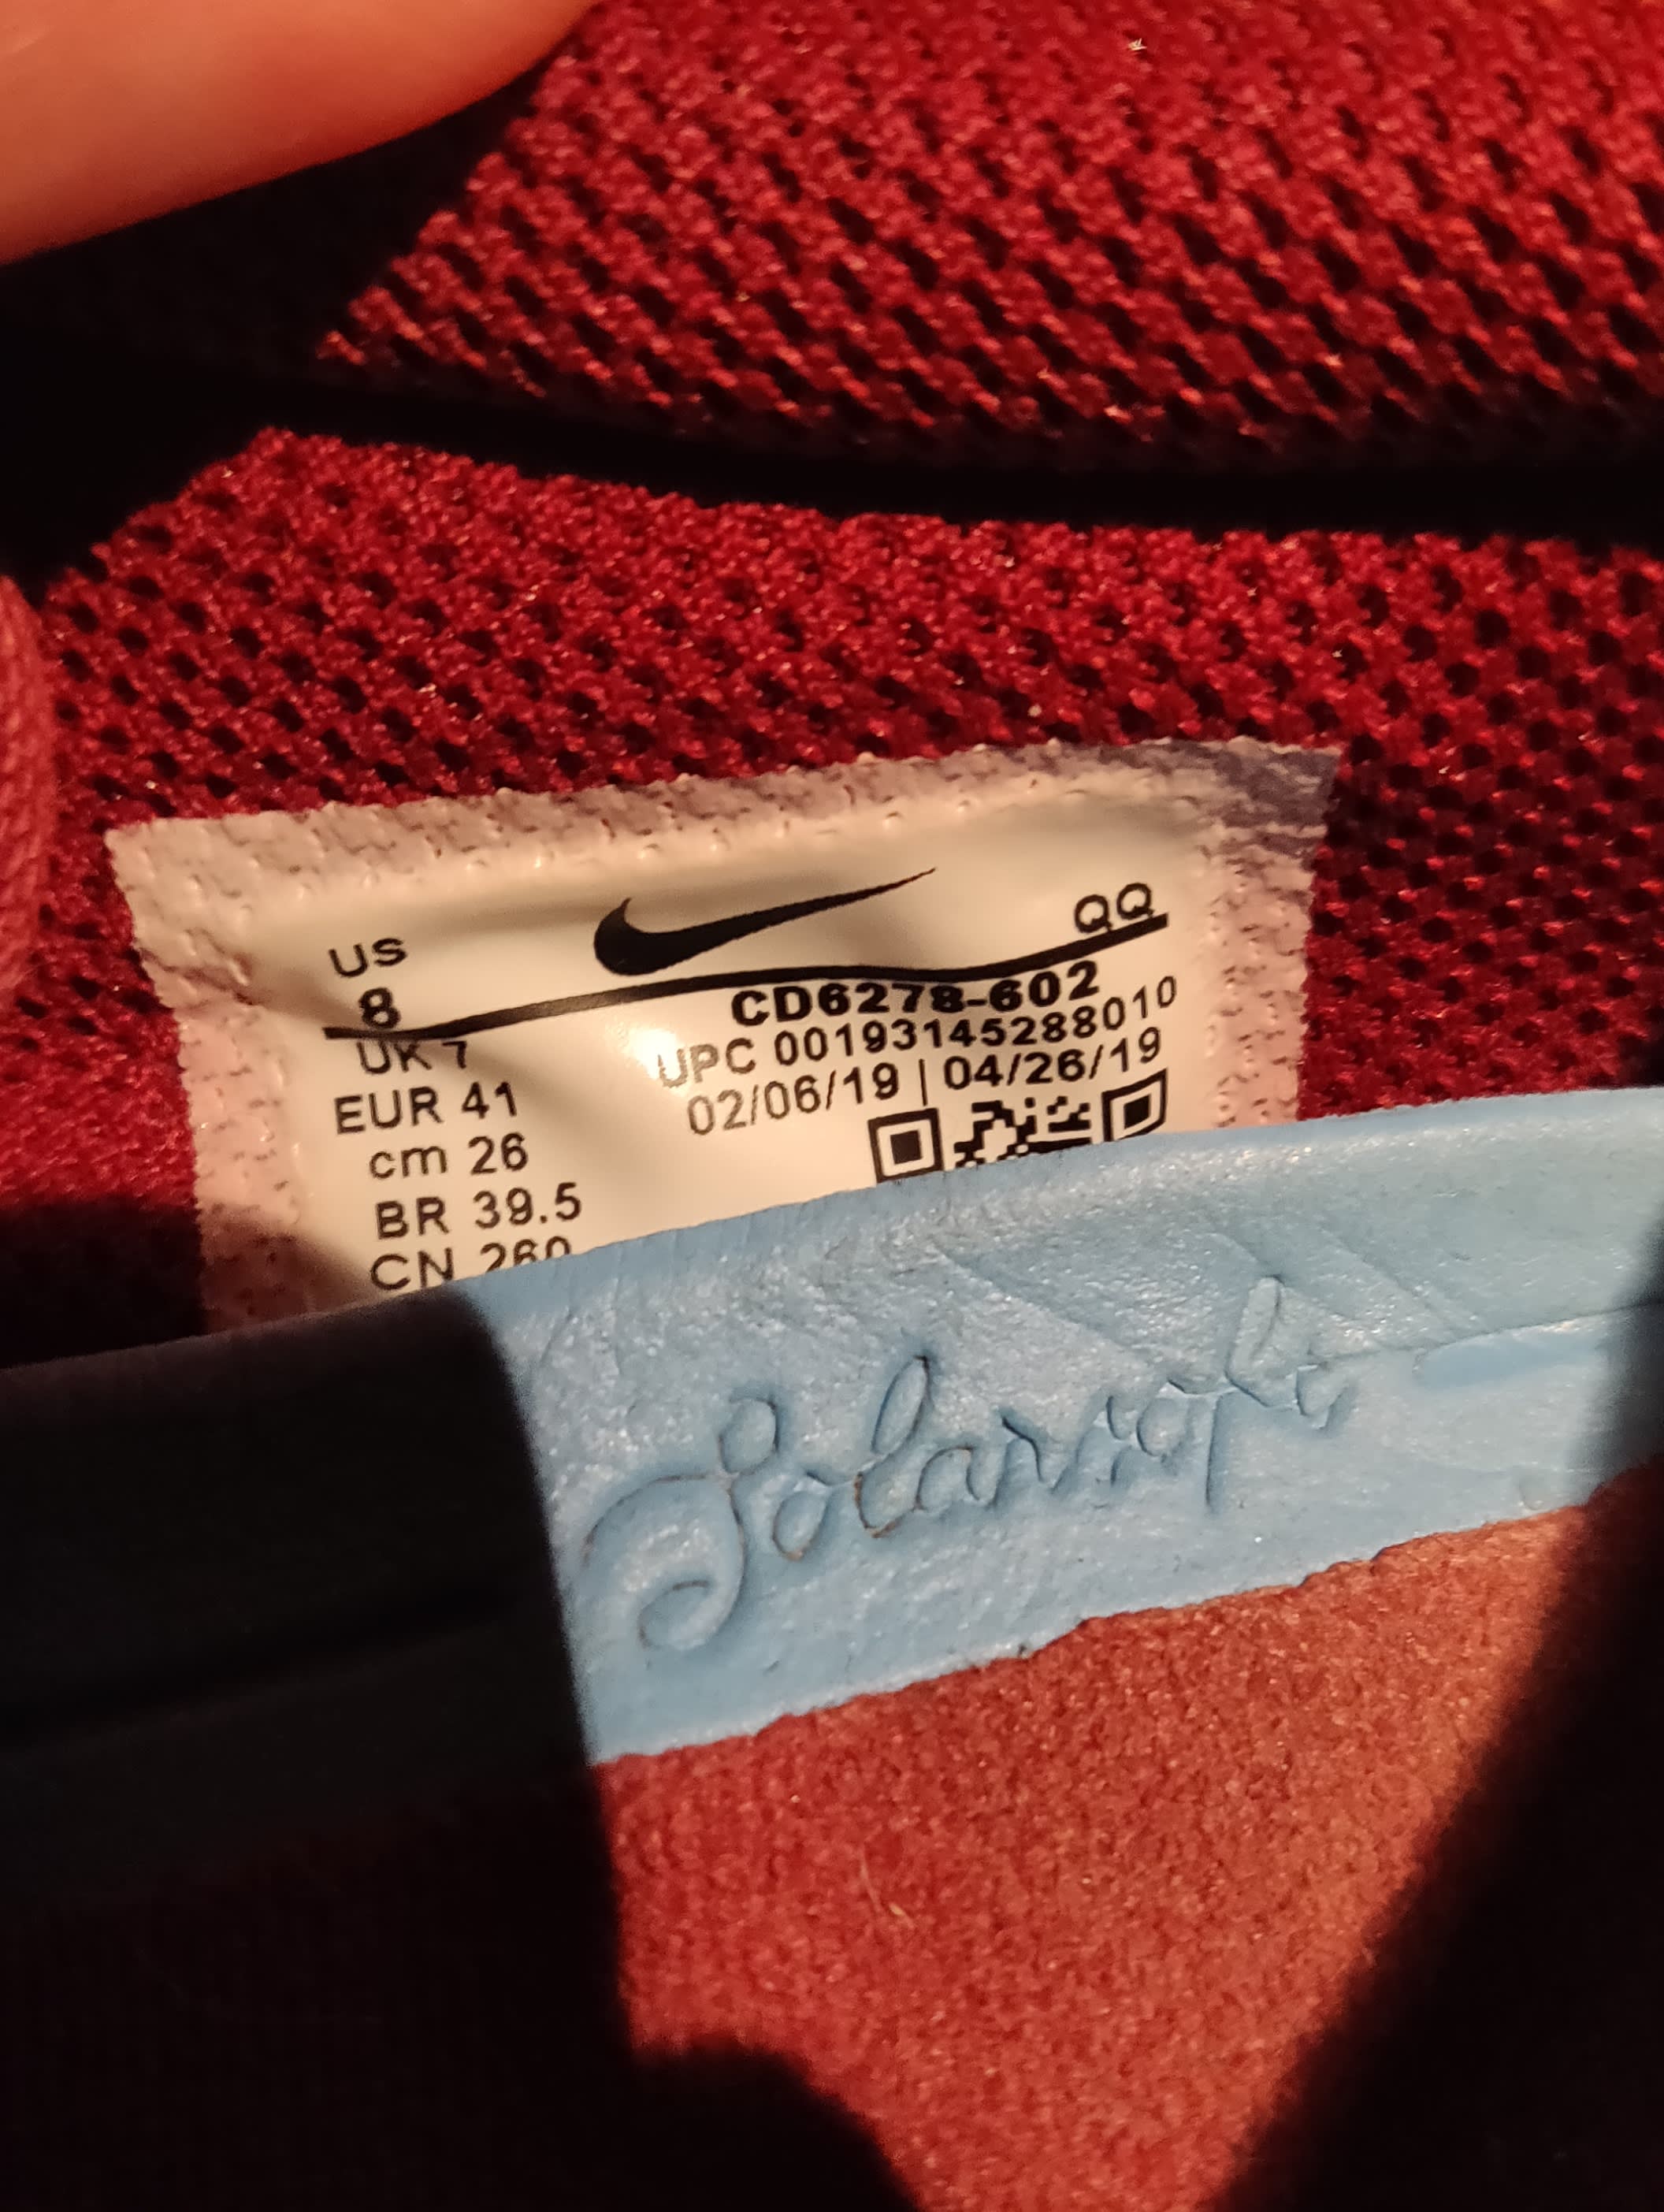 US
8
QQ
CD6278-602
UPC 00193145288010
02/06/19 | 04/26/19
UK 7
EUR 41
cm 26
BR 39.5
CN 260
Solarsoft